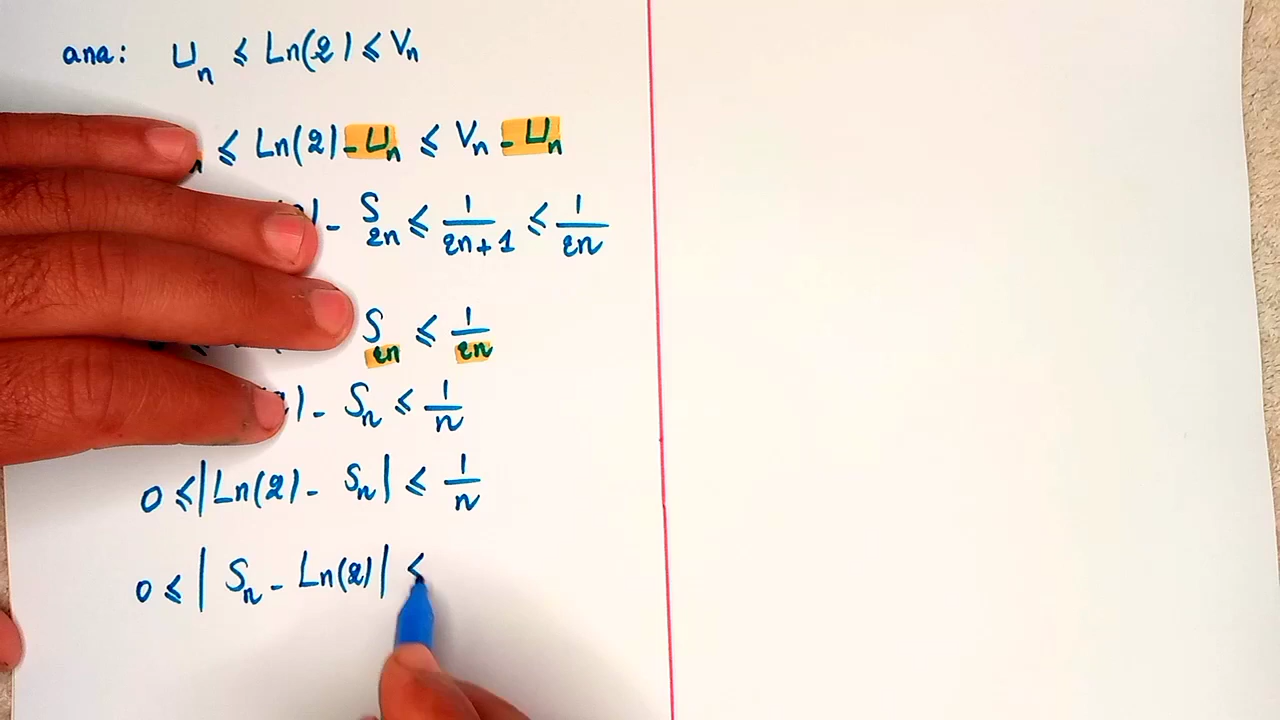 ana: Un ≤ Ln(2) ≤ Vn
≤ Ln(2) - Un ≤ Vn - Un
) - S2n ≤ 1/(2n+1) ≤ 1/2n
S2n ≤ 1/2n
) - Sn ≤ 1/n
0 ≤ |Ln(2) - Sn| ≤ 1/n
0 ≤ | Sn - Ln(2) | ≤